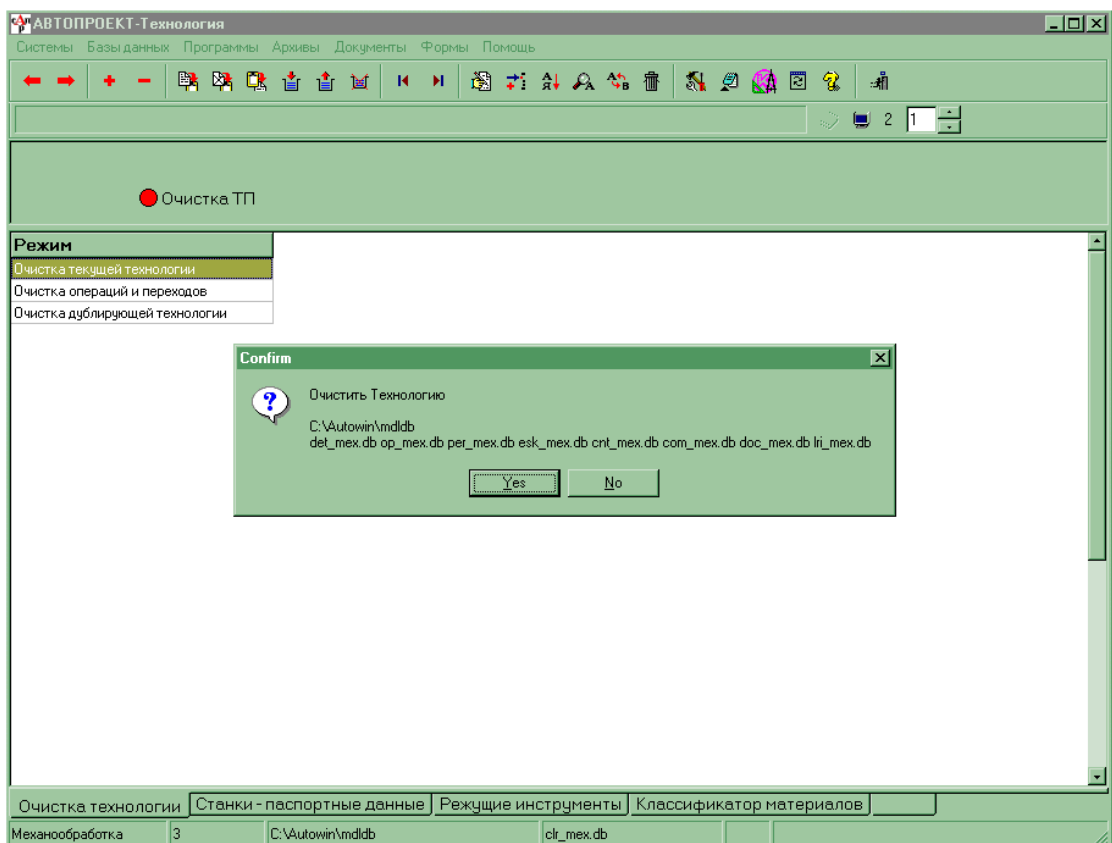 АВТОПРОЕКТ-Технология
Системы Базы данных Программы Архивы Документы Формы Помощь
2 1
Очистка ТП
Режим
Очистка текущей технологии
Очистка операций и переходов
Очистка дублирующей технологии
Confirm
Очистить Технологию
C:\Autowin\mdldb
det_mex.db op_mex.db per_mex.db esk_mex.db cnt_mex.db com_mex.db doc_mex.db lri_mex.db
Yes No
Очистка технологии Станки - паспортные данные Режущие инструменты Классификатор материалов
Механообработка 3 C:\Autowin\mdldb clr_mex.db